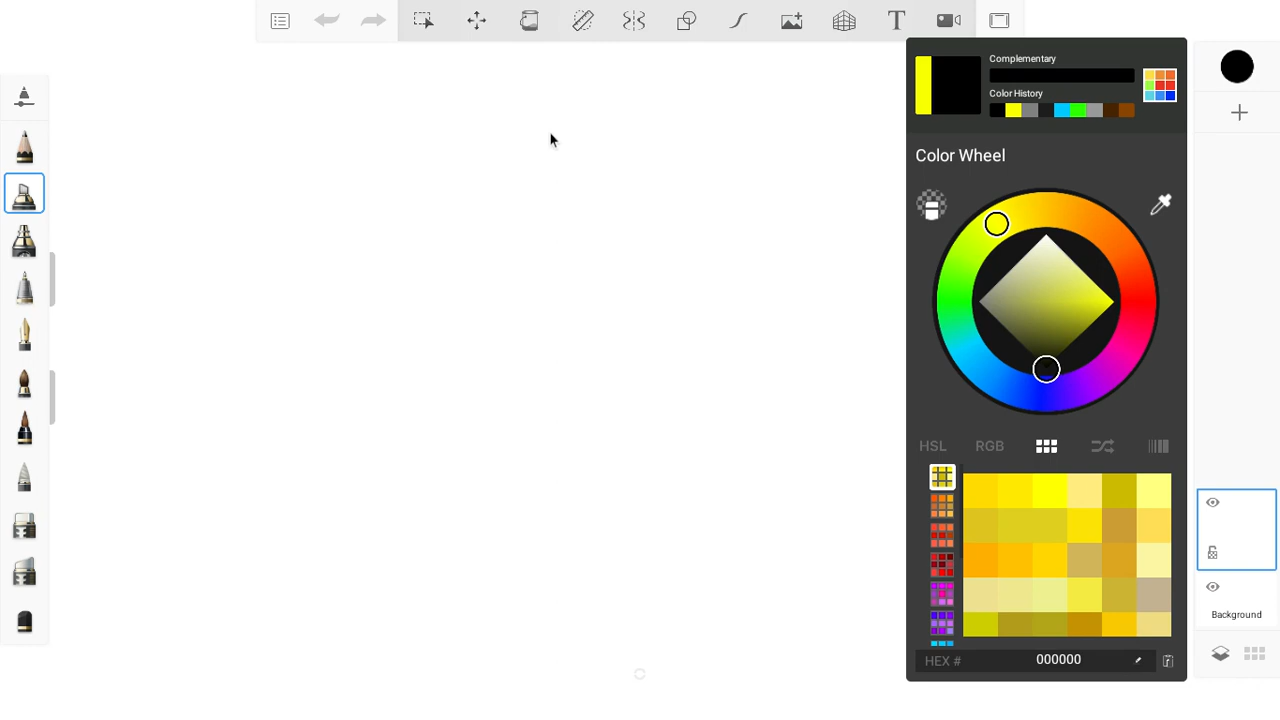 T
Complementary
Color History
Color Wheel
HSL RGB
HEX # 000000
Background